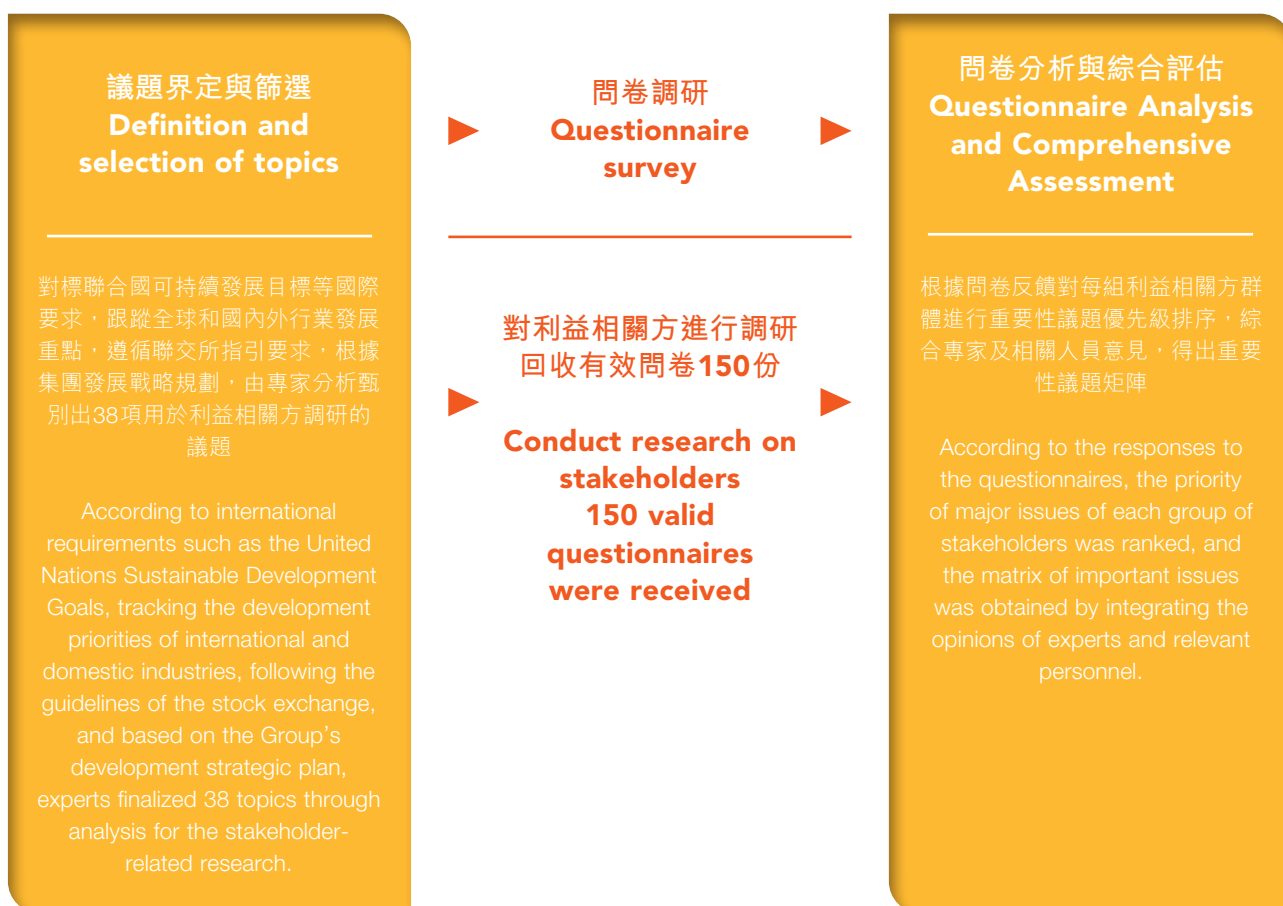 議題界定與篩選
Definition and
selection of topics
對標聯合國可持續發展目標等國際
要求，跟蹤全球和國內外行業發展
重點，遵循聯交所指引要求，根據
集團發展戰略規劃，由專家分析甄
別出38項用於利益相關方調研的
議題
According to international
requirements such as the United
Nations Sustainable Development
Goals, tracking the development
priorities of international and
domestic industries, following the
guidelines of the stock exchange,
and based on the Group's
development strategic plan,
experts finalized 38 topics through
analysis for the stakeholder-
related research.
問卷調研
Questionnaire
survey
對利益相關方進行調研
回收有效問卷150份
Conduct research on
stakeholders
150 valid
questionnaires
were received
問卷分析與綜合評估
Questionnaire Analysis
and Comprehensive
Assessment
根據問卷反饋對每組利益相關方群
體進行重要性議題優先級排序，綜
合專家及相關人員意見，得出重要
性議題矩陣
According to the responses to
the questionnaires, the priority
of major issues of each group of
stakeholders was ranked, and
the matrix of important issues
was obtained by integrating the
opinions of experts and relevant
personnel.